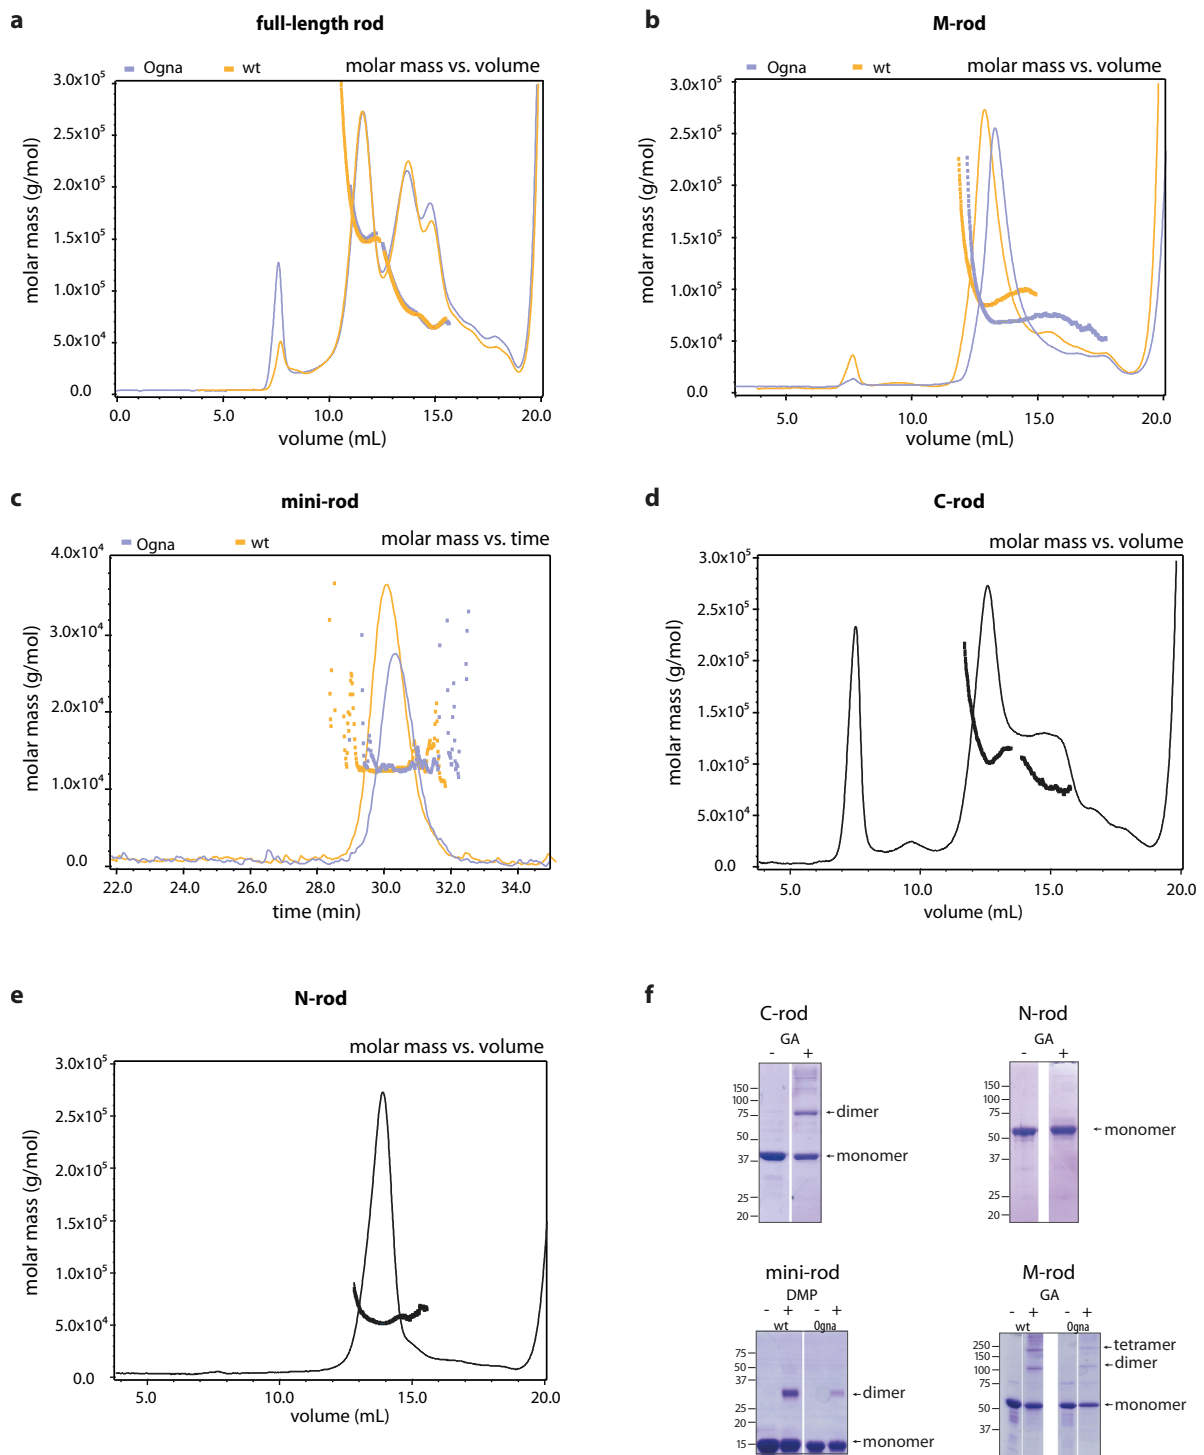 a
full-length rod
Ogna wt molar mass vs. volume
molar mass (g/mol)
3.0x10⁵
2.5x10⁵
2.0x10⁵
1.5x10⁵
1.0x10⁵
5.0x10⁴
0.0
0.0 5.0 10.0 15.0 20.0
volume (mL)
b
M-rod
Ogna wt molar mass vs. volume
molar mass (g/mol)
3.0x10⁵
2.5x10⁵
2.0x10⁵
1.5x10⁵
1.0x10⁵
5.0x10⁴
0.0
5.0 10.0 15.0 20.0
volume (mL)
c
mini-rod
Ogna wt molar mass vs. time
molar mass (g/mol)
4.0x10⁴
3.0x10⁴
2.0x10⁴
1.0x10⁴
0.0
22.0 24.0 26.0 28.0 30.0 32.0 34.0
time (min)
d
C-rod
molar mass vs. volume
molar mass (g/mol)
3.0x10⁵
2.5x10⁵
2.0x10⁵
1.5x10⁵
1.0x10⁵
5.0x10⁴
0.0
5.0 10.0 15.0 20.0
volume (mL)
e
N-rod
molar mass vs. volume
molar mass (g/mol)
3.0x10⁵
2.5x10⁵
2.0x10⁵
1.5x10⁵
1.0x10⁵
5.0x10⁴
0.0
5.0 10.0 15.0 20.0
volume (mL)
f
C-rod
GA
- +
150
100
75
50
37
25
20
dimer
monomer
N-rod
GA
- +
150
100
75
50
37
25
20
monomer
mini-rod
DMP
- + - +
wt Ogna
75
50
37
25
20
15
dimer
monomer
M-rod
GA
- + - +
wt Ogna
250
150
100
75
50
37
tetramer
dimer
monomer